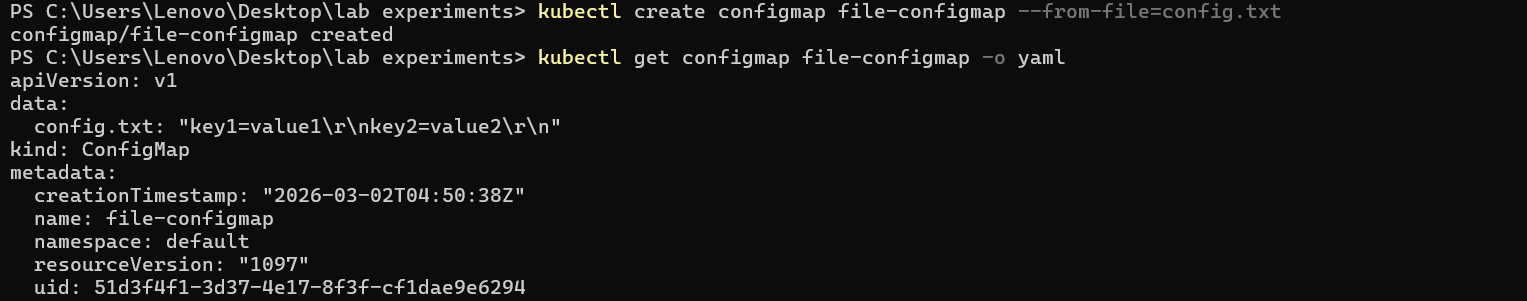 PS C:\Users\Lenovo\Desktop\lab experiments> kubectl create configmap file-configmap --from-file=config.txt
configmap/file-configmap created
PS C:\Users\Lenovo\Desktop\lab experiments> kubectl get configmap file-configmap -o yaml
apiVersion: v1
data:
  config.txt: "key1=value1\r\nkey2=value2\r\n"
kind: ConfigMap
metadata:
  creationTimestamp: "2026-03-02T04:50:38Z"
  name: file-configmap
  namespace: default
  resourceVersion: "1097"
  uid: 51d3f4f1-3d37-4e17-8f3f-cf1dae9e6294